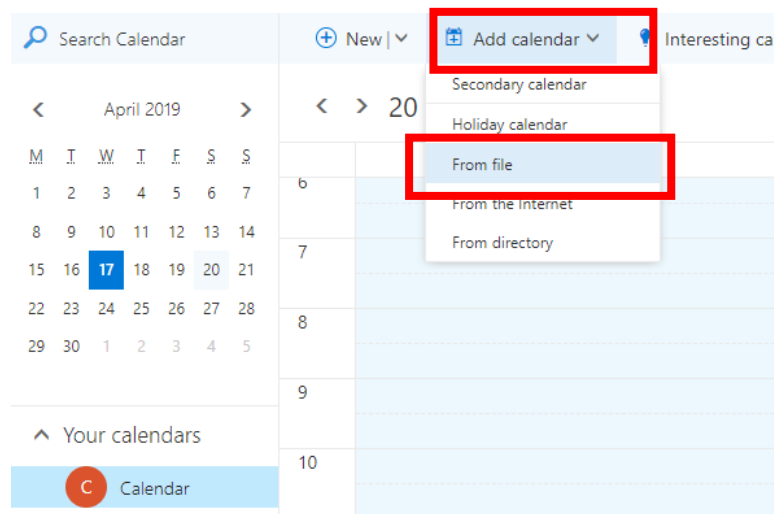 Search Calendar
New
Add calendar
Interesting ca
April 2019
M T W T F S S
1 2 3 4 5 6 7
8 9 10 11 12 13 14
15 16 17 18 19 20 21
22 23 24 25 26 27 28
29 30 1 2 3 4 5
Your calendars
C Calendar
20
Secondary calendar
Holiday calendar
From file
From the Internet
From directory
6
7
8
9
10